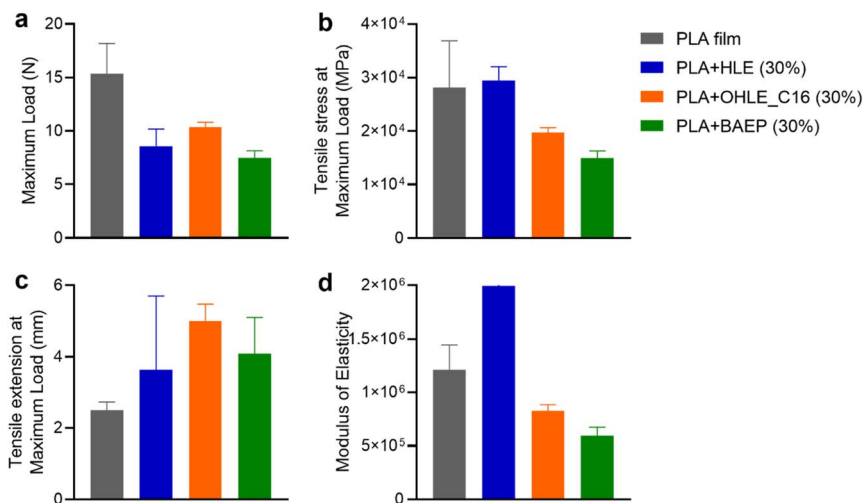 a
20
15
10
5
0
Maximum Load (N)
b
4×10⁴
3×10⁴
2×10⁴
1×10⁴
0
Tensile stress at
Maximum Load (MPa)
PLA film
PLA+HLE (30%)
PLA+OHLE_C16 (30%)
PLA+BAEP (30%)
c
6
4
2
0
Tensile extension at
Maximum Load (mm)
d
2×10⁶
1.5×10⁶
1×10⁶
5×10⁵
0
Modulus of Elasticity